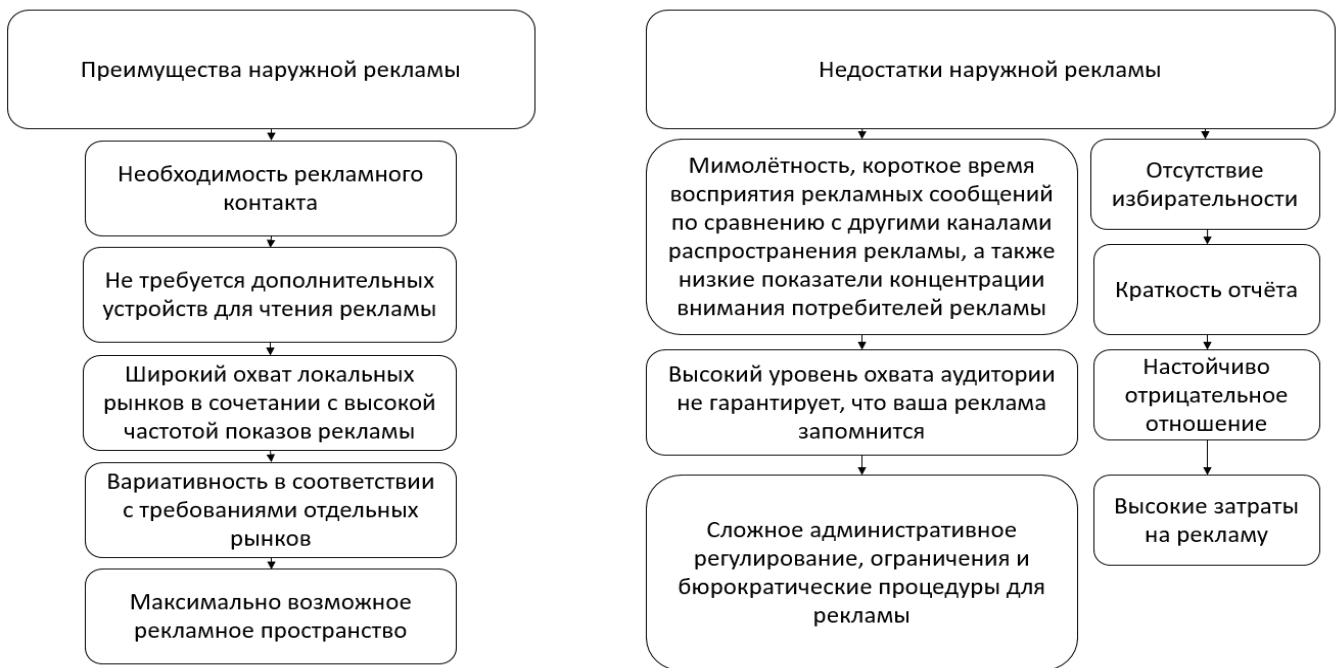 Преимущества наружной рекламы
Необходимость рекламного
контакта
Не требуется дополнительных
устройств для чтения рекламы
Широкий охват локальных
рынков в сочетании с высокой
частотой показов рекламы
Вариативность в соответствии
с требованиями отдельных
рынков
Максимально возможное
рекламное пространство
Недостатки наружной рекламы
Мимолётность, короткое время
восприятия рекламных сообщений
по сравнению с другими каналами
распространения рекламы, а также
низкие показатели концентрации
внимания потребителей рекламы
Высокий уровень охвата аудитории
не гарантирует, что ваша реклама
запомнится
Сложное административное
регулирование, ограничения и
бюрократические процедуры для
рекламы
Отсутствие
избирательности
Краткость отчёта
Настойчиво
отрицательное
отношение
Высокие затраты
на рекламу